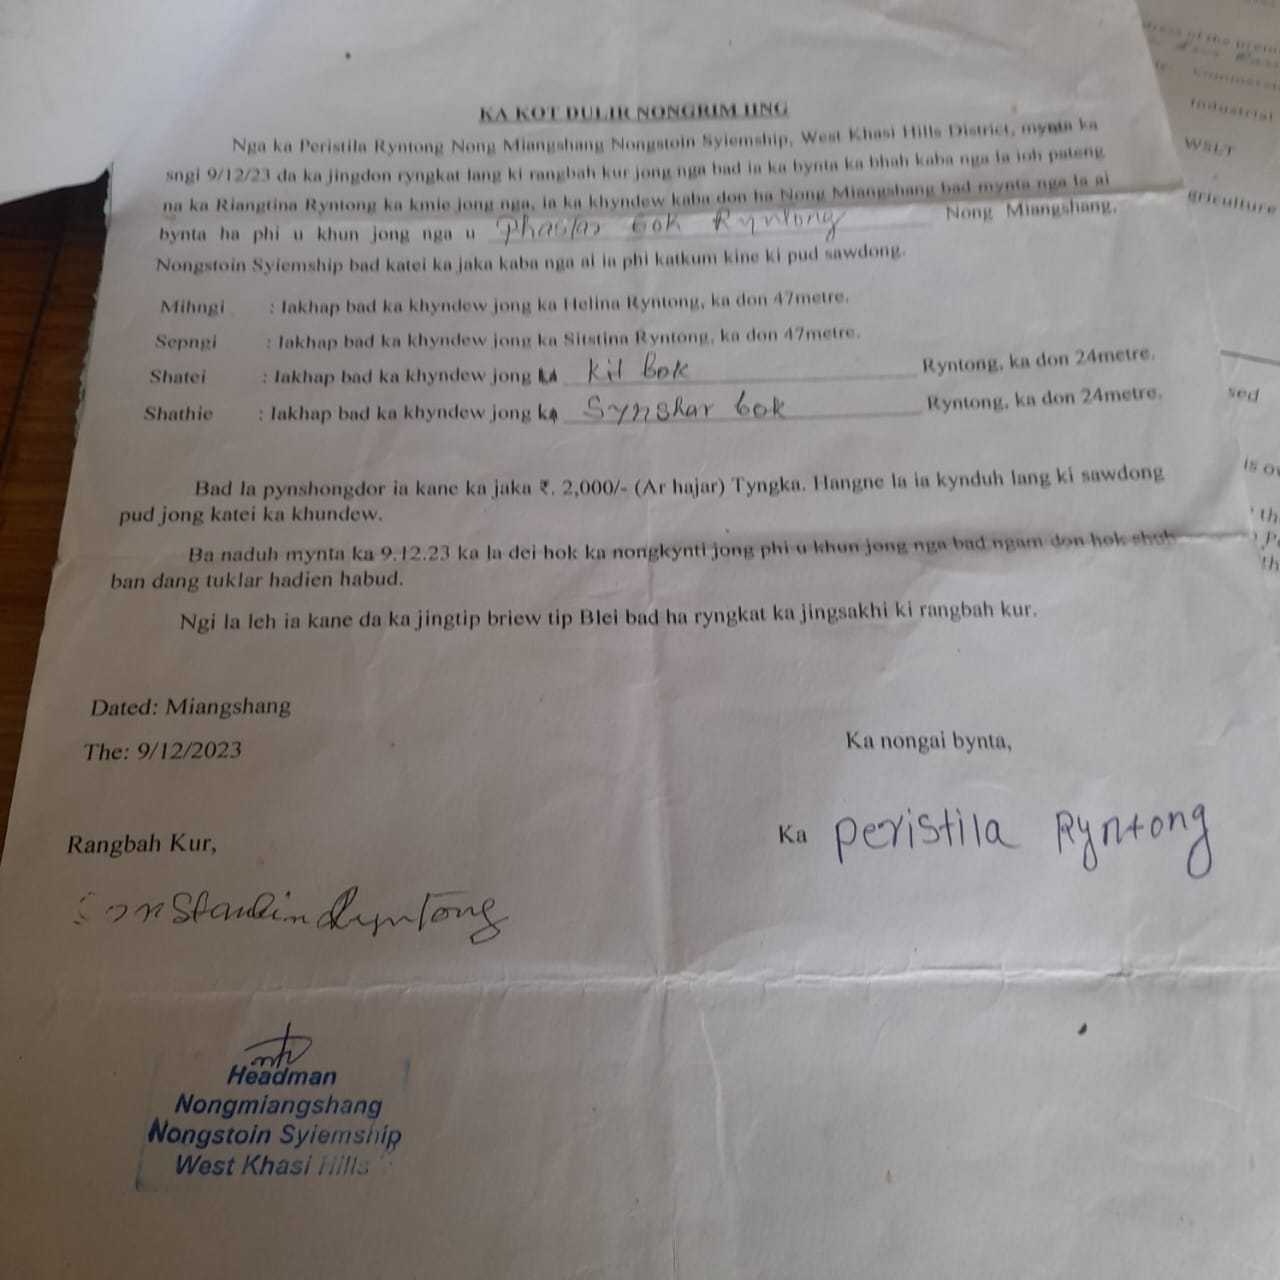 KA KOT DULIR NONGRIM IING
Nga ka Peristila Ryntong Nong Miangshang Nongstoin Syiemship, West Khasi Hills District, mynta ka
sngi 9/12/23 da ka jingdon ryngkat lang ki rangbah kur jong nga bad ia ka bynta ka bhah kaba nga la ioh pateng
na ka Riangtina Ryntong ka kmie jong nga, ia ka khyndew kaba don ha Nong Miangshang bad mynta nga la ai
bynta ha phi u khun jong nga u Phastar bok Ryntong Nong Miangshang,
Nongstoin Syiemship bad katei ka jaka kaba nga ai ia phi katkum kine ki pud sawdong.
Mihngi : Iakhap bad ka khyndew jong ka Helina Ryntong, ka don 47metre.
Sepngi : Iakhap bad ka khyndew jong ka Sitstina Ryntong, ka don 47metre.
Shatei : Iakhap bad ka khyndew jong Kit Bok Ryntong, ka don 24metre.
Shathie : Iakhap bad ka khyndew jong ka Synshar bok Ryntong, ka don 24metre.
Bad la pynshongdor ia kane ka jaka ₹. 2,000/- (Ar hajar) Tyngka. Hangne la ia kynduh lang ki sawdong
pud jong katei ka khundew.
Ba naduh mynta ka 9.12.23 ka la dei hok ka nongkynti jong phi u khun jong nga bad ngam don hok shuh
ban dang tuklar hadien habud.
Ngi la leh ia kane da ka jingtip briew tip Blei bad ha ryngkat ka jingsakhi ki rangbah kur.
Dated: Miangshang
The: 9/12/2023
Ka nongai bynta,
Ka Peristila Ryntong
Rangbah Kur,
Ryntong
Headman
Nongmiangshang
Nongstoin Syiemship
West Khasi Hills
Industrial
WSLT
griculture
sed